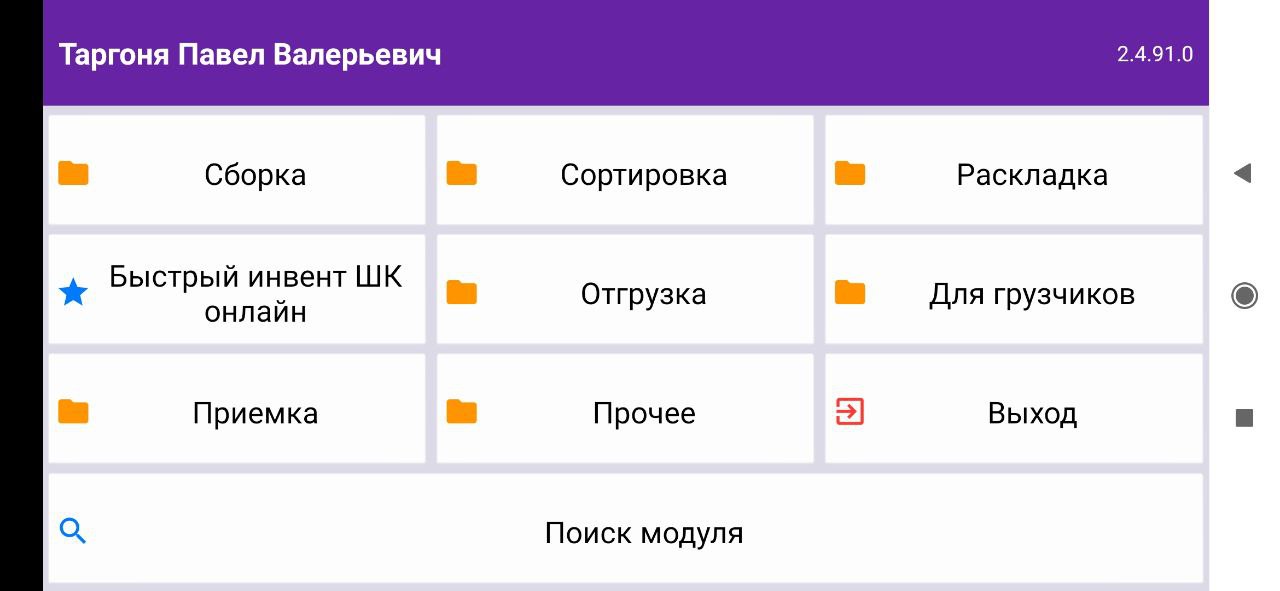 Таргоня Павел Валерьевич
2.4.91.0
Сборка
Сортировка
Раскладка
Быстрый инвент ШК
онлайн
Отгрузка
Для грузчиков
Приемка
Прочее
Выход
Поиск модуля